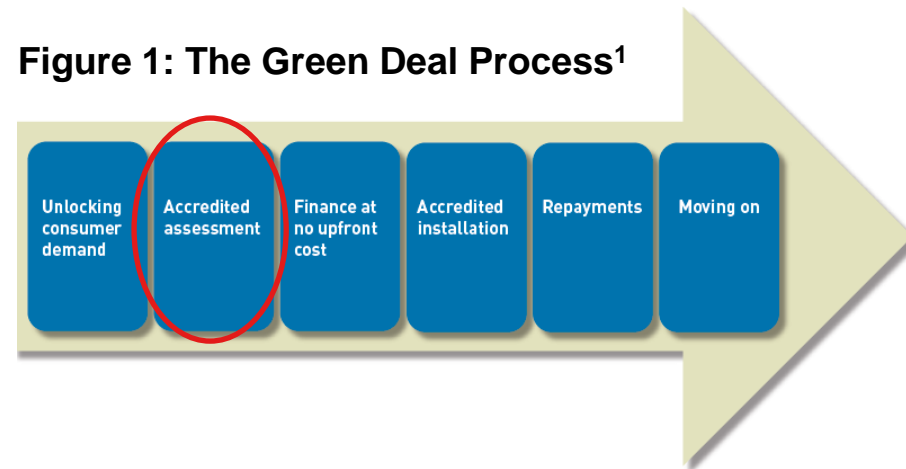 Figure 1: The Green Deal Process1
Unlocking
consumer
demand
Accredited
assessment
Finance at
no upfront
cost
Accredited
installation
Repayments
Moving on